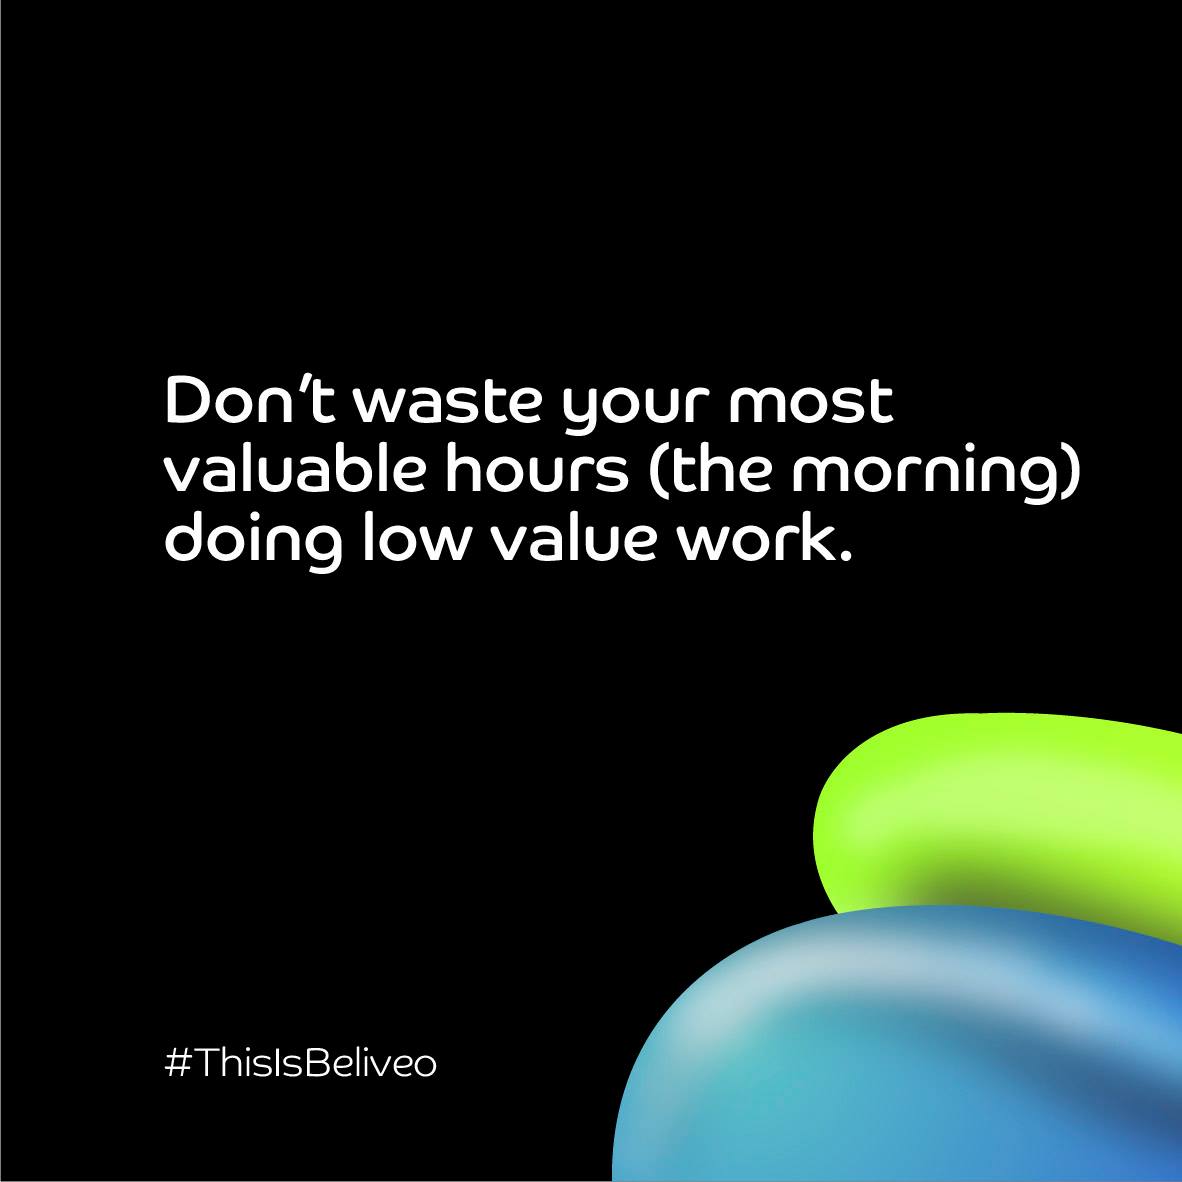 Don't waste your most
valuable hours (the morning)
doing low value work.
#ThisIsBeliveo